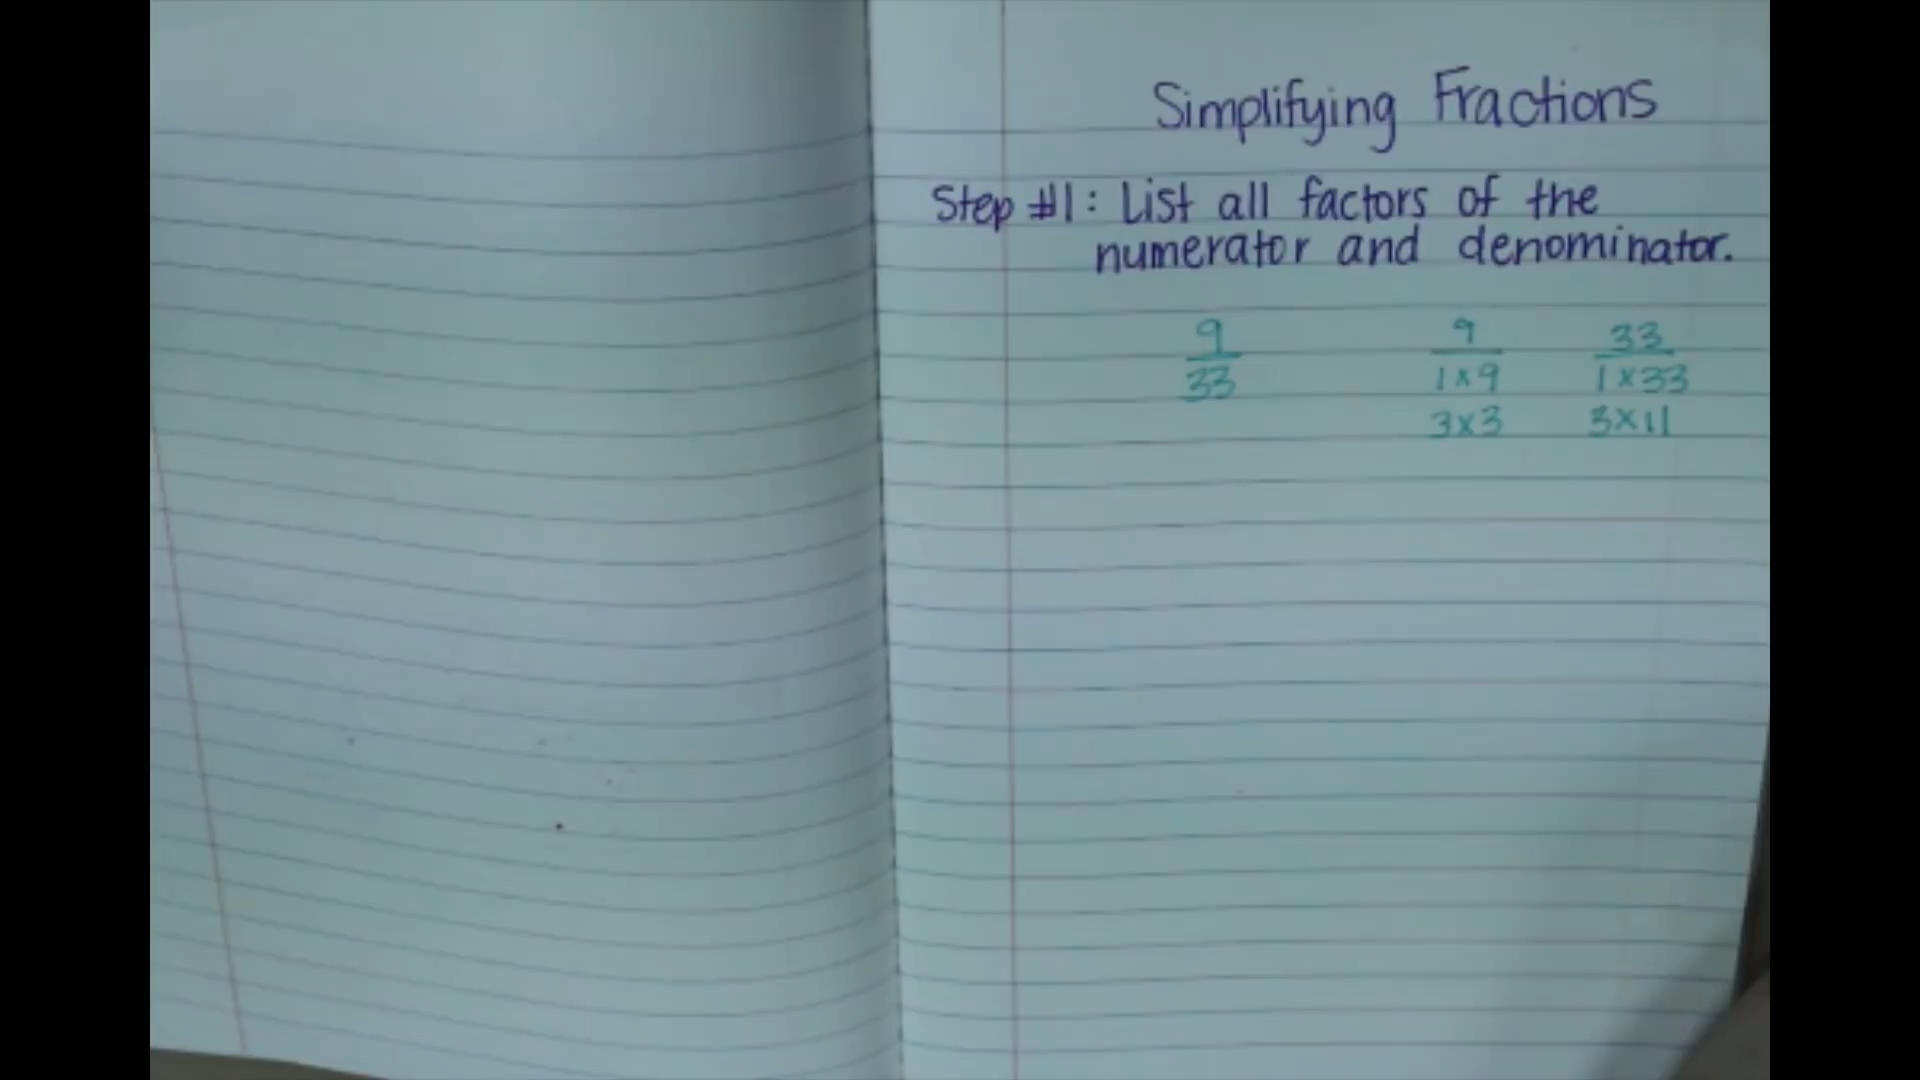 Simplifying Fractions
Step #1: List all factors of the
numerator and denominator.
9 9 33
33 1x9 1x33
3x3 3x11